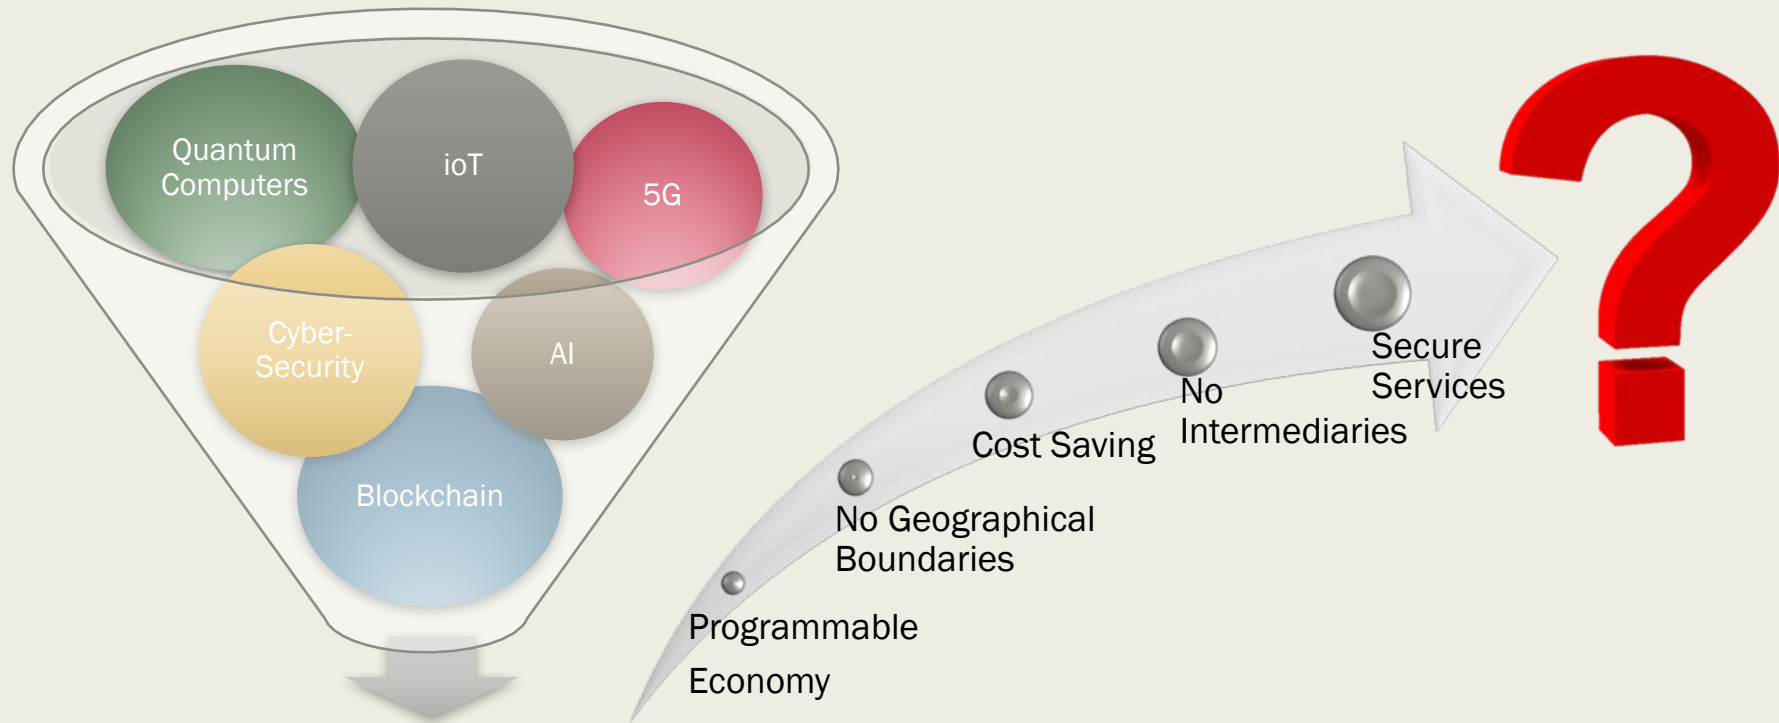 Quantum
Computers
ioT
5G
Cyber-
Security
AI
Blockchain
Programmable
Economy
No Geographical
Boundaries
Cost Saving
No
Intermediaries
Secure
Services
?